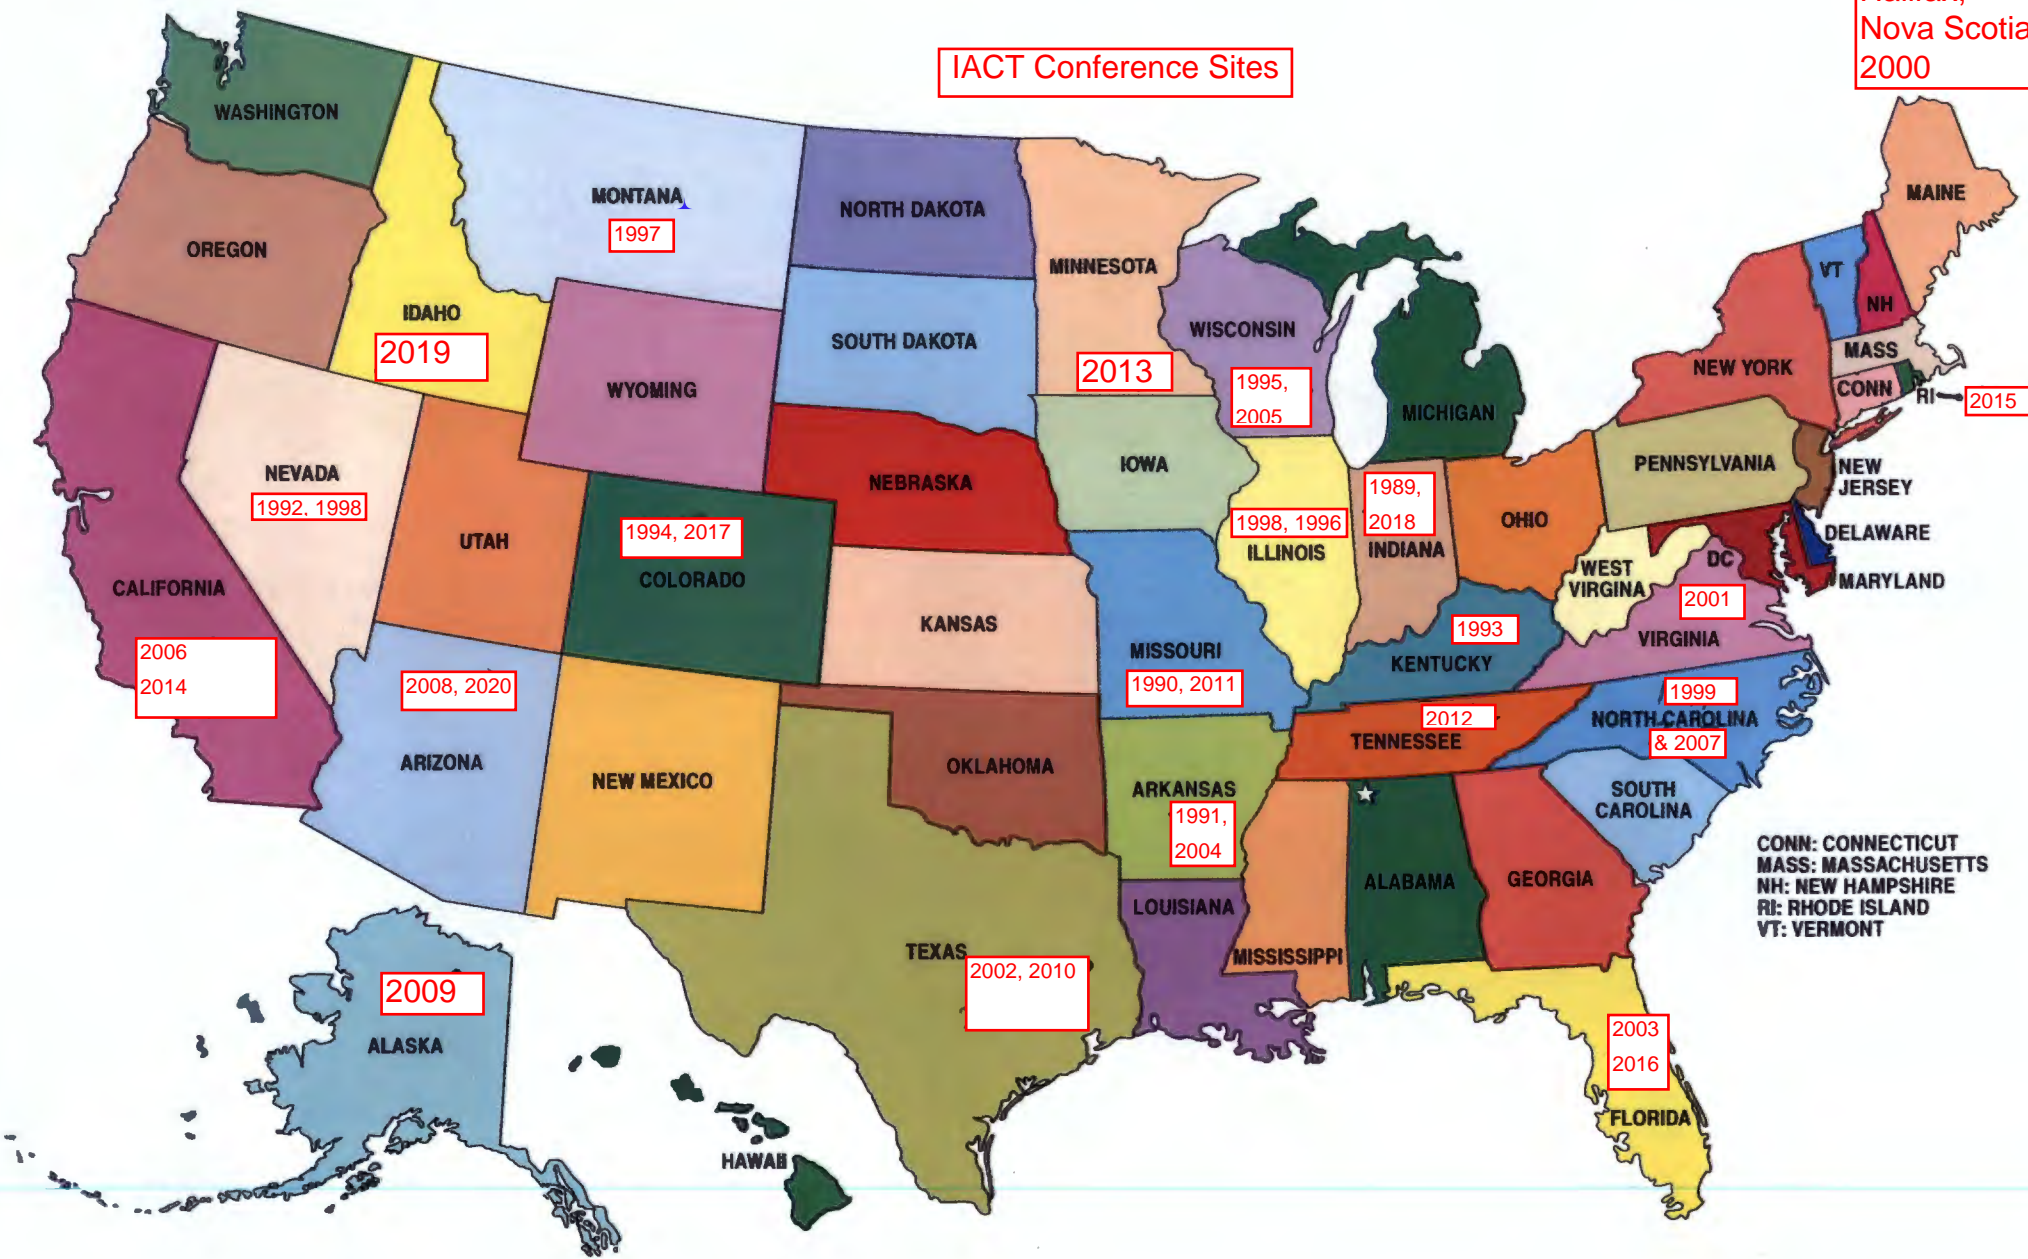 Nova Scotia
2000
IACT Conference Sites
WASHINGTON
MAINE
MONTANA
1997
NORTH DAKOTA
OREGON
MINNESOTA
VT
NH
IDAHO
2019
SOUTH DAKOTA
WISCONSIN
MASS
NEW YORK
2013
1995,
2005
WYOMING
CONN
RI
2015
MICHIGAN
NEVADA
1992, 1998
NEBRASKA
IOWA
PENNSYLVANIA
NEW
JERSEY
1989,
2018
INDIANA
1998, 1996
ILLINOIS
OHIO
UTAH
1994, 2017
COLORADO
DELAWARE
DC
WEST
VIRGINA
MARYLAND
CALIFORNIA
2006
2014
2001
VIRGINIA
KANSAS
1993
KENTUCKY
MISSOURI
1990, 2011
2008, 2020
ARIZONA
1999
NORTH CAROLINA
& 2007
2012
TENNESSEE
NEW MEXICO
OKLAHOMA
ARKANSAS
1991,
2004
SOUTH
CAROLINA
CONN: CONNECTICUT
MASS: MASSACHUSETTS
NH: NEW HAMPSHIRE
RI: RHODE ISLAND
VT: VERMONT
ALABAMA
GEORGIA
LOUISIANA
MISSISSIPPI
TEXAS
2002, 2010
2009
ALASKA
2003
2016
FLORIDA
HAWAII